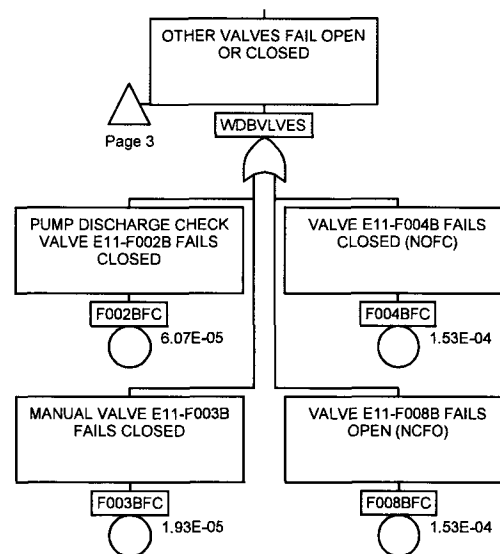 OTHER VALVES FAIL OPEN
OR CLOSED
Page 3
WDBVLVES
PUMP DISCHARGE CHECK
VALVE E11-F002B FAILS
CLOSED
F002BFC
6.07E-05
VALVE E11-F004B FAILS
CLOSED (NOFC)
F004BFC
1.53E-04
MANUAL VALVE E11-F003B
FAILS CLOSED
F003BFC
1.93E-05
VALVE E11-F008B FAILS
OPEN (NCFO)
F008BFC
1.53E-04